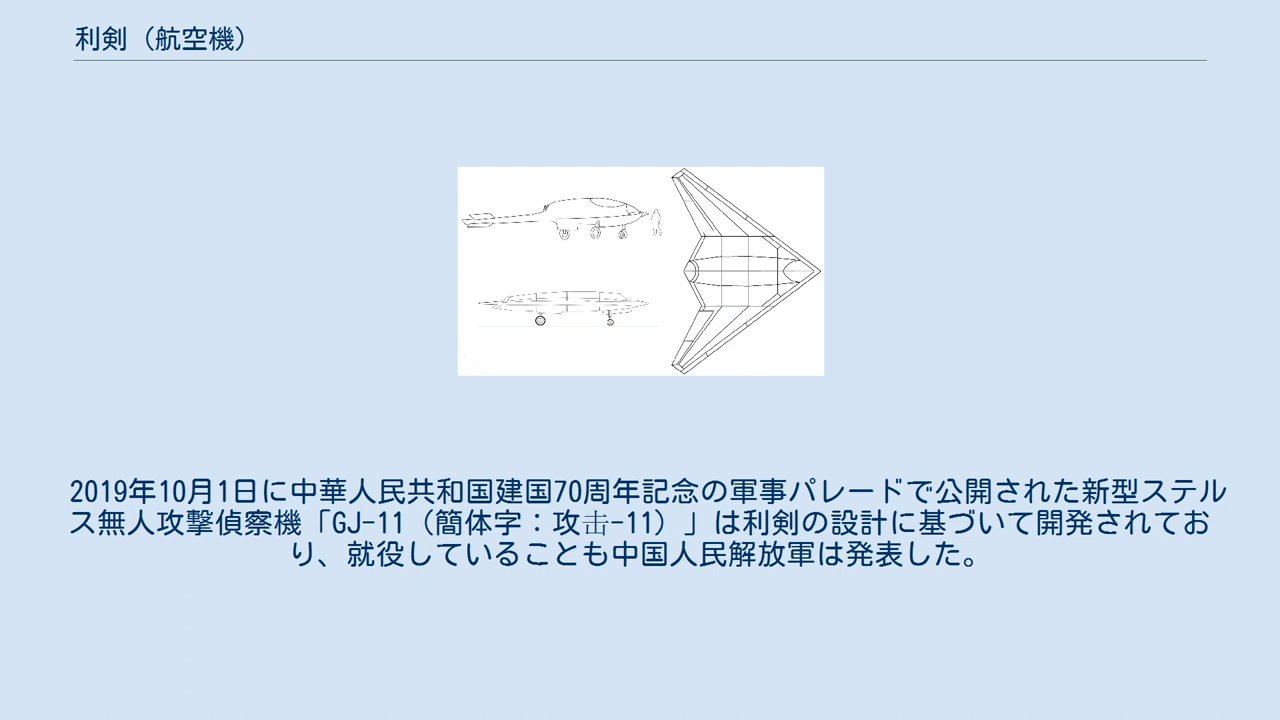 利剣（航空機）
2019年10月1日に中華人民共和国建国70周年記念の軍事パレードで公開された新型ステル
ス無人攻撃偵察機「GJ-11（簡体字：攻击-11）」は利剣の設計に基づいて開発されてお
り、就役していることも中国人民解放軍は発表した。